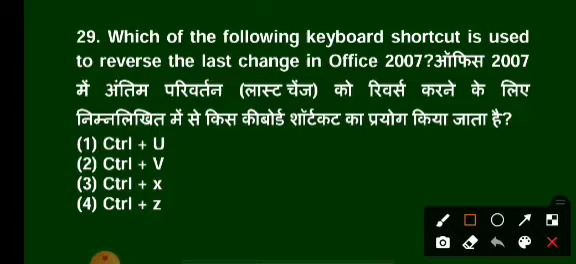 29. Which of the following keyboard shortcut is used
to reverse the last change in Office 2007?ऑफिस 2007
में अंतिम परिवर्तन (लास्ट चेंज) को रिवर्स करने के लिए
निम्नलिखित में से किस कीबोर्ड शॉर्टकट का प्रयोग किया जाता है?
(1) Ctrl + U
(2) Ctrl + V
(3) Ctrl + x
(4) Ctrl + z